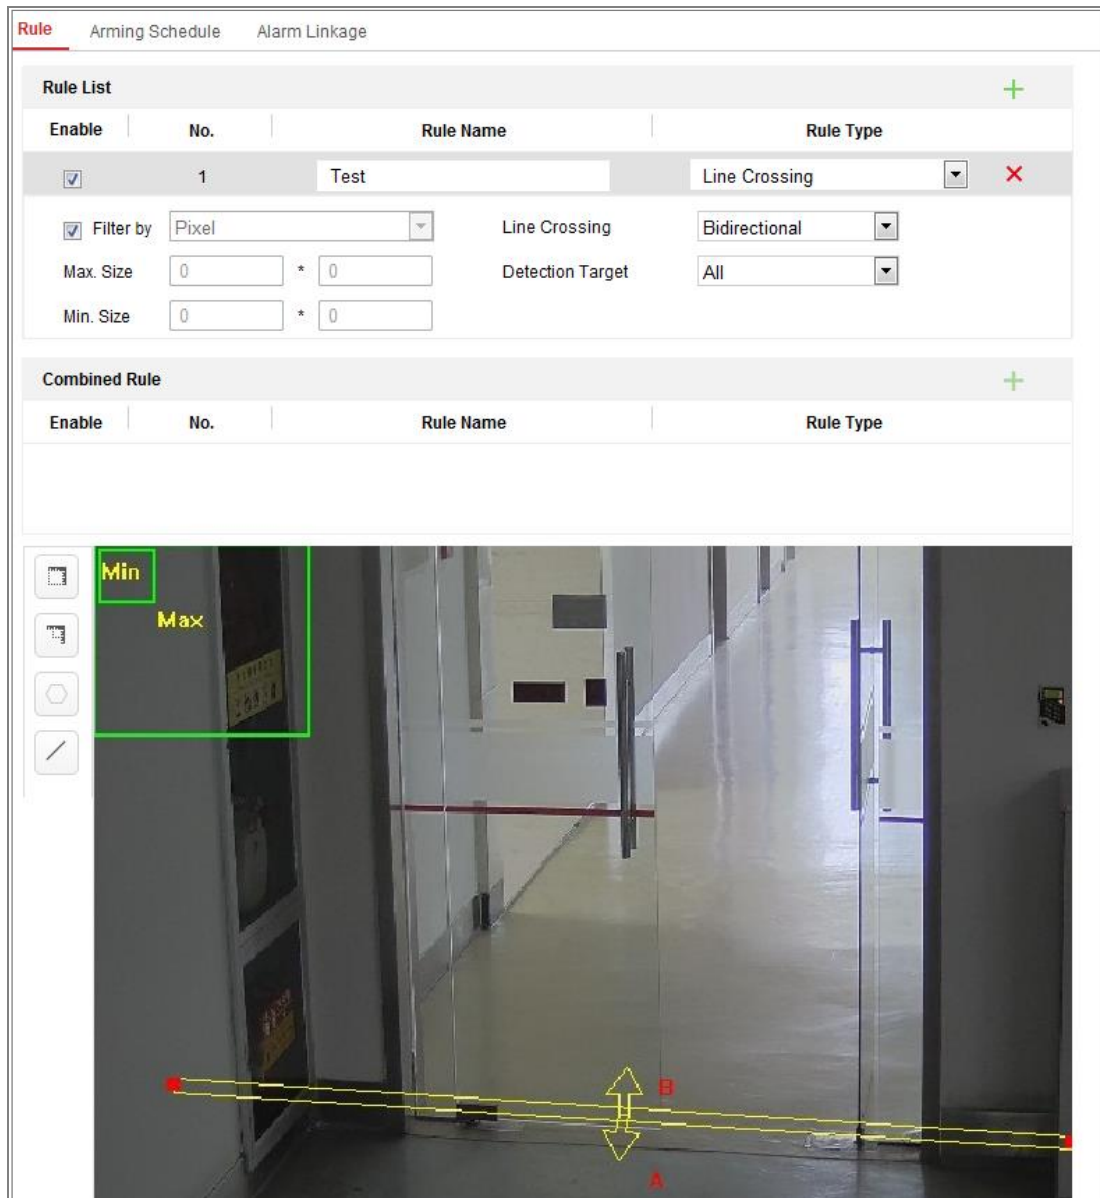 Rule Arming Schedule Alarm Linkage
Rule List
Enable No. Rule Name Rule Type
1 Test Line Crossing
Filter by Pixel Line Crossing Bidirectional
Max. Size 0 * 0 Detection Target All
Min. Size 0 * 0
Combined Rule
Enable No. Rule Name Rule Type
Min
Max
B
A